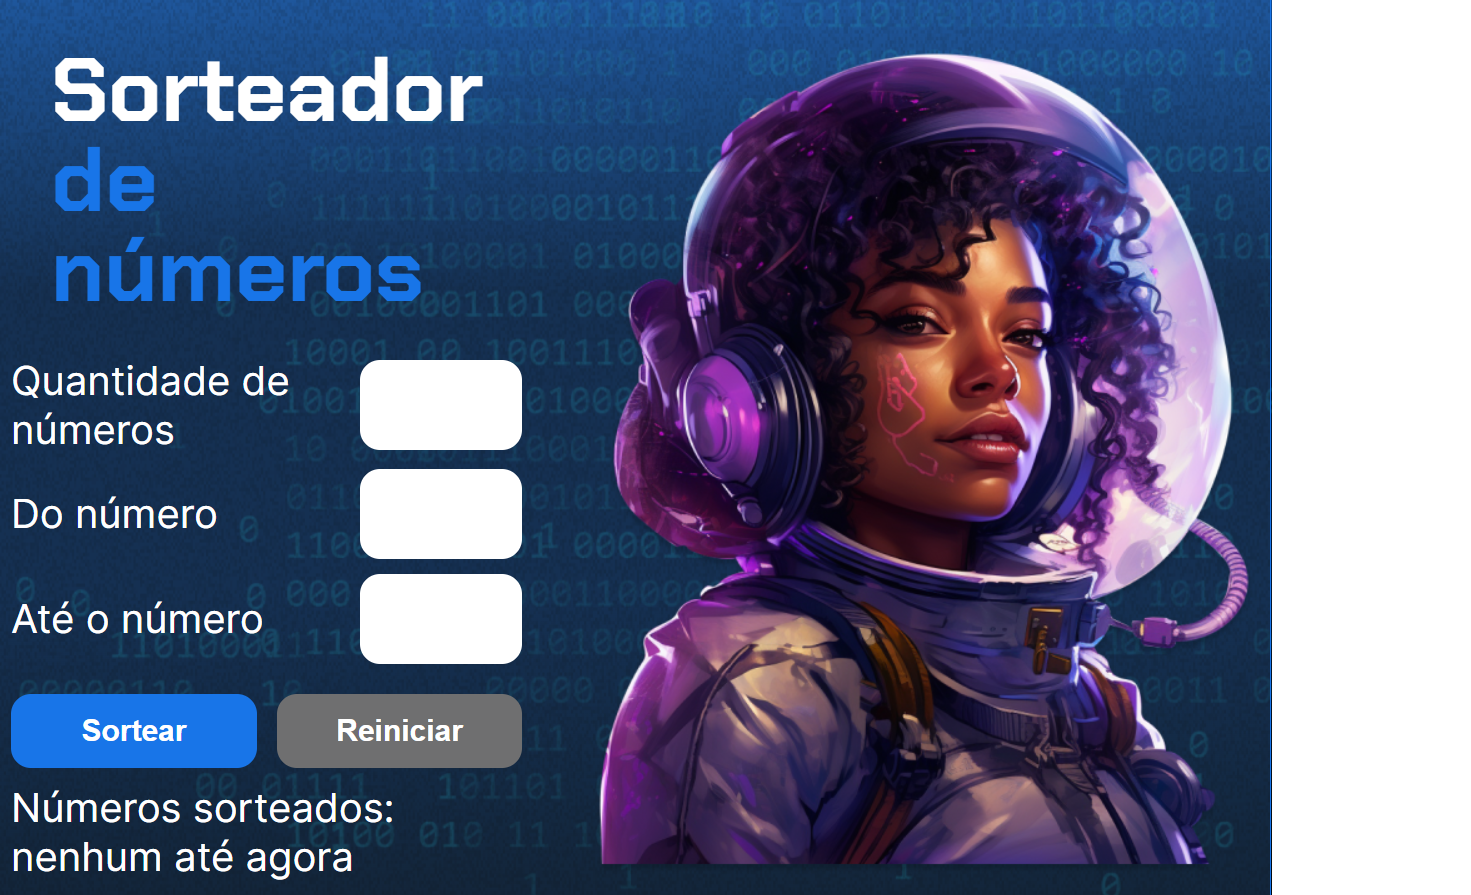 Sorteador
de
números
Quantidade de
números
Do número
Até o número
Sortear
Reiniciar
Números sorteados:
nenhum até agora